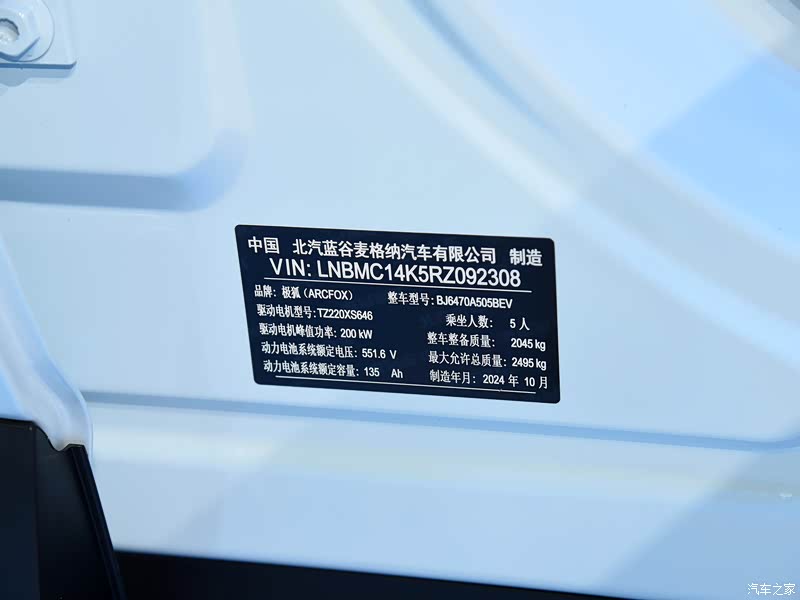 中国 北汽蓝谷麦格纳汽车有限公司 制造
VIN: LNBMC14K5RZ092308
品牌：极狐（ARCFOX） 整车型号：BJ6470A505BEV
驱动电机型号：TZ220XS646 乘坐人数： 5 人
驱动电机峰值功率：200 kW 整车整备质量： 2045 kg
动力电池系统额定电压：551.6 V 最大允许总质量：2495 kg
动力电池系统额定容量：135 Ah 制造年月：2024 年 10 月
汽车之家